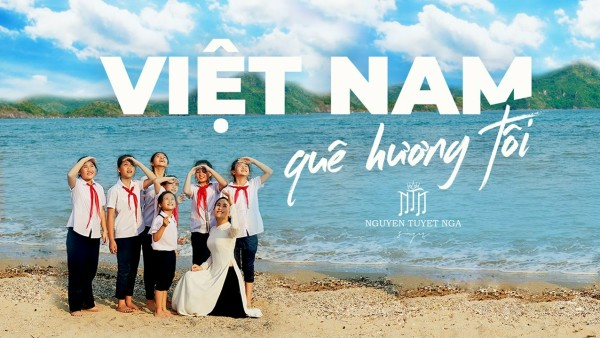 VIỆT NAM
quê hương tôi
NGUYEN TUYET NGA